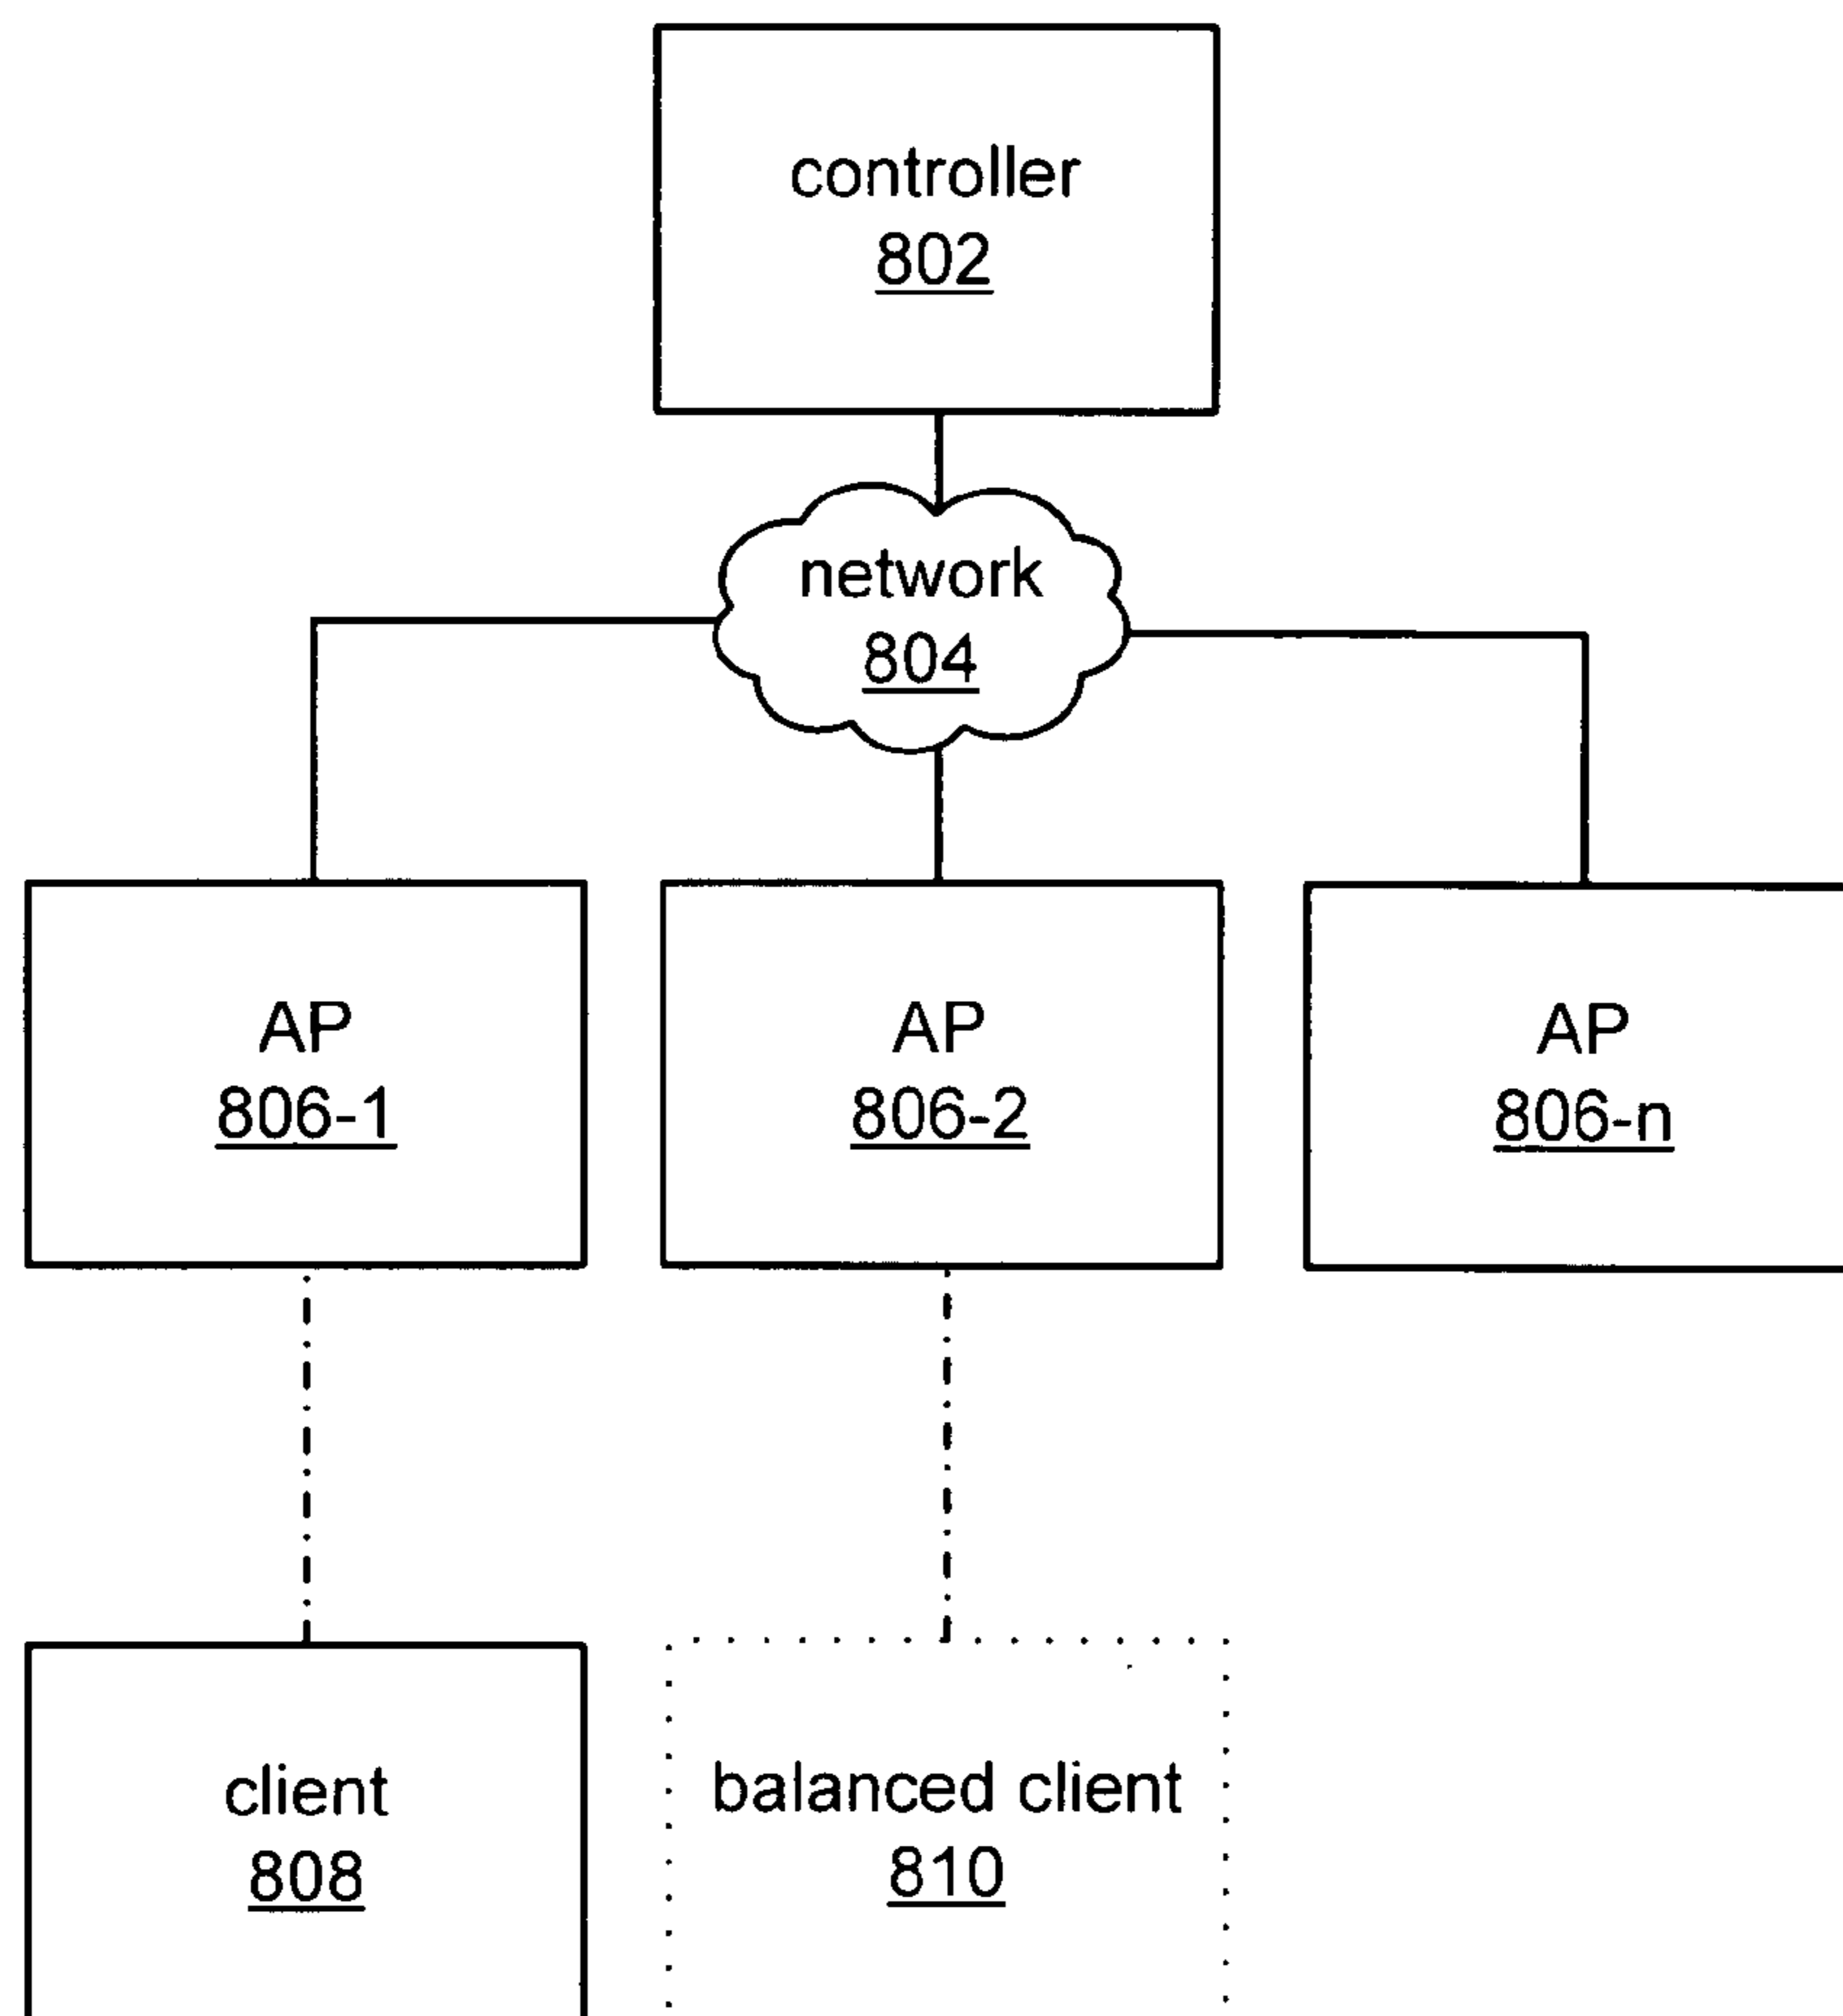 controller
802
network
804
AP
806-1
AP
806-2
AP
806-n
client
808
balanced client
810